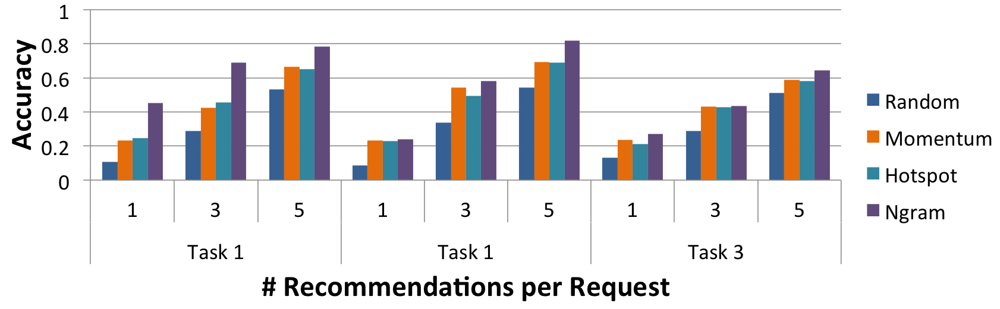 Accuracy
1
0.8
0.6
0.4
0.2
0
1 3 5 1 3 5 1 3 5
Task 1 Task 1 Task 3
# Recommendations per Request
Random
Momentum
Hotspot
Ngram